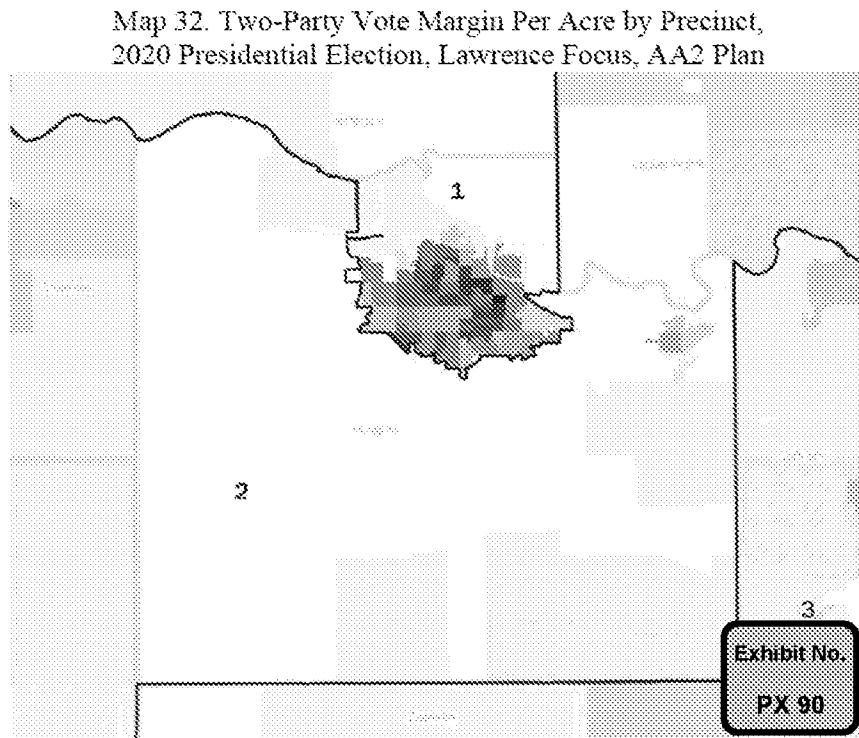 Map 32. Two-Party Vote Margin Per Acre by Precinct,
2020 Presidential Election, Lawrence Focus, AA2 Plan
1
2
3
Exhibit No.
PX 90